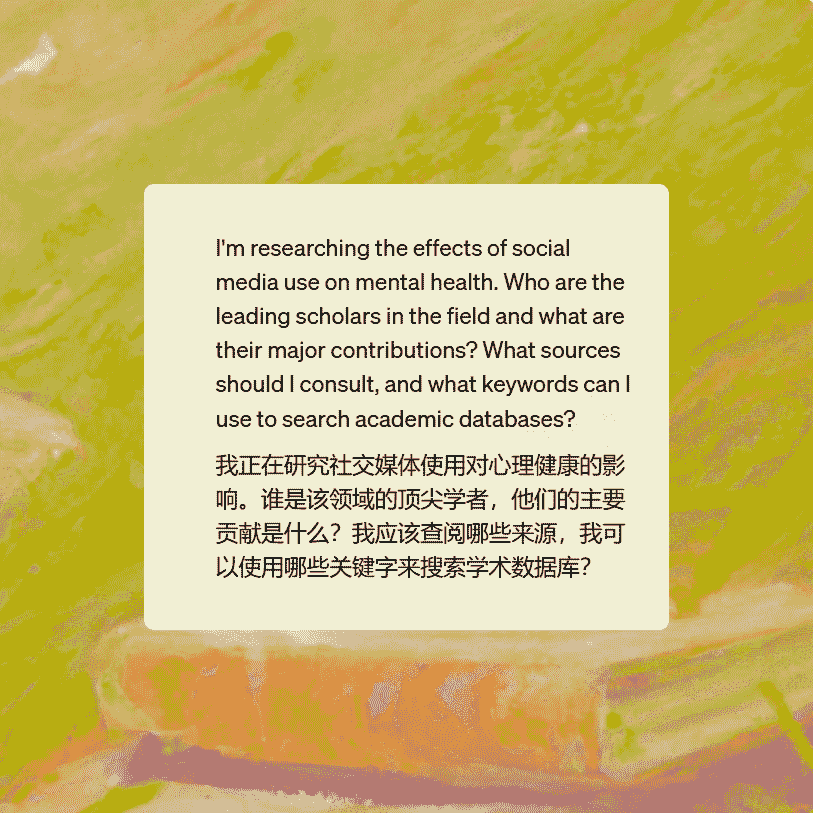 I'm researching the effects of social
media use on mental health. Who are the
leading scholars in the field and what are
their major contributions? What sources
should I consult, and what keywords can I
use to search academic databases?
我正在研究社交媒体使用对心理健康的影
响。谁是该领域的顶尖学者，他们的主要
贡献是什么？我应该查阅哪些来源，我可
以使用哪些关键字来搜索学术数据库？